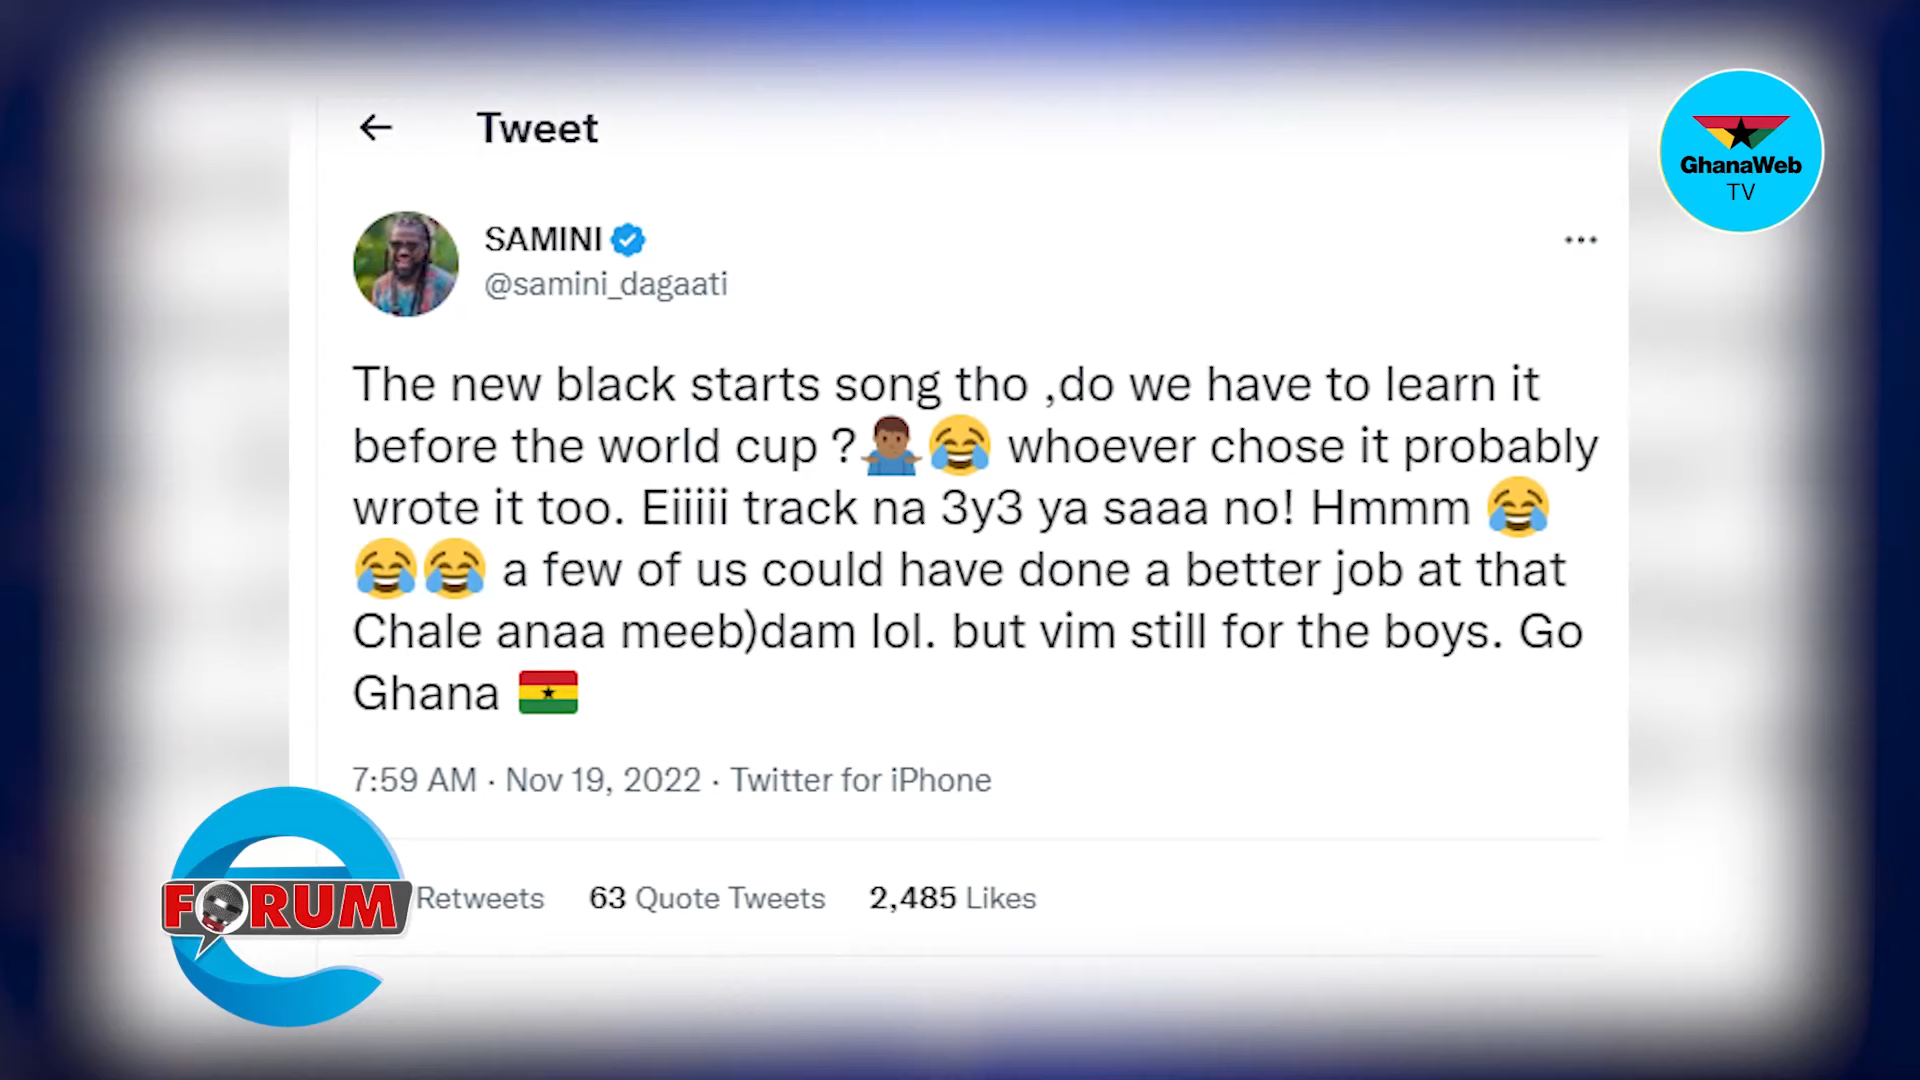 Tweet
GhanaWeb
TV
SAMINI
@samini_dagaati
The new black starts song tho ,do we have to learn it
before the world cup ?🤷🏾‍♂️😂 whoever chose it probably
wrote it too. Eiiiiii track na 3y3 ya saaa no! Hmmm 😂
😂😂 a few of us could have done a better job at that
Chale anaa meeb)dam lol. but vim still for the boys. Go
Ghana 🇬🇭
7:59 AM · Nov 19, 2022 · Twitter for iPhone
Retweets 63 Quote Tweets 2,485 Likes
e FORUM